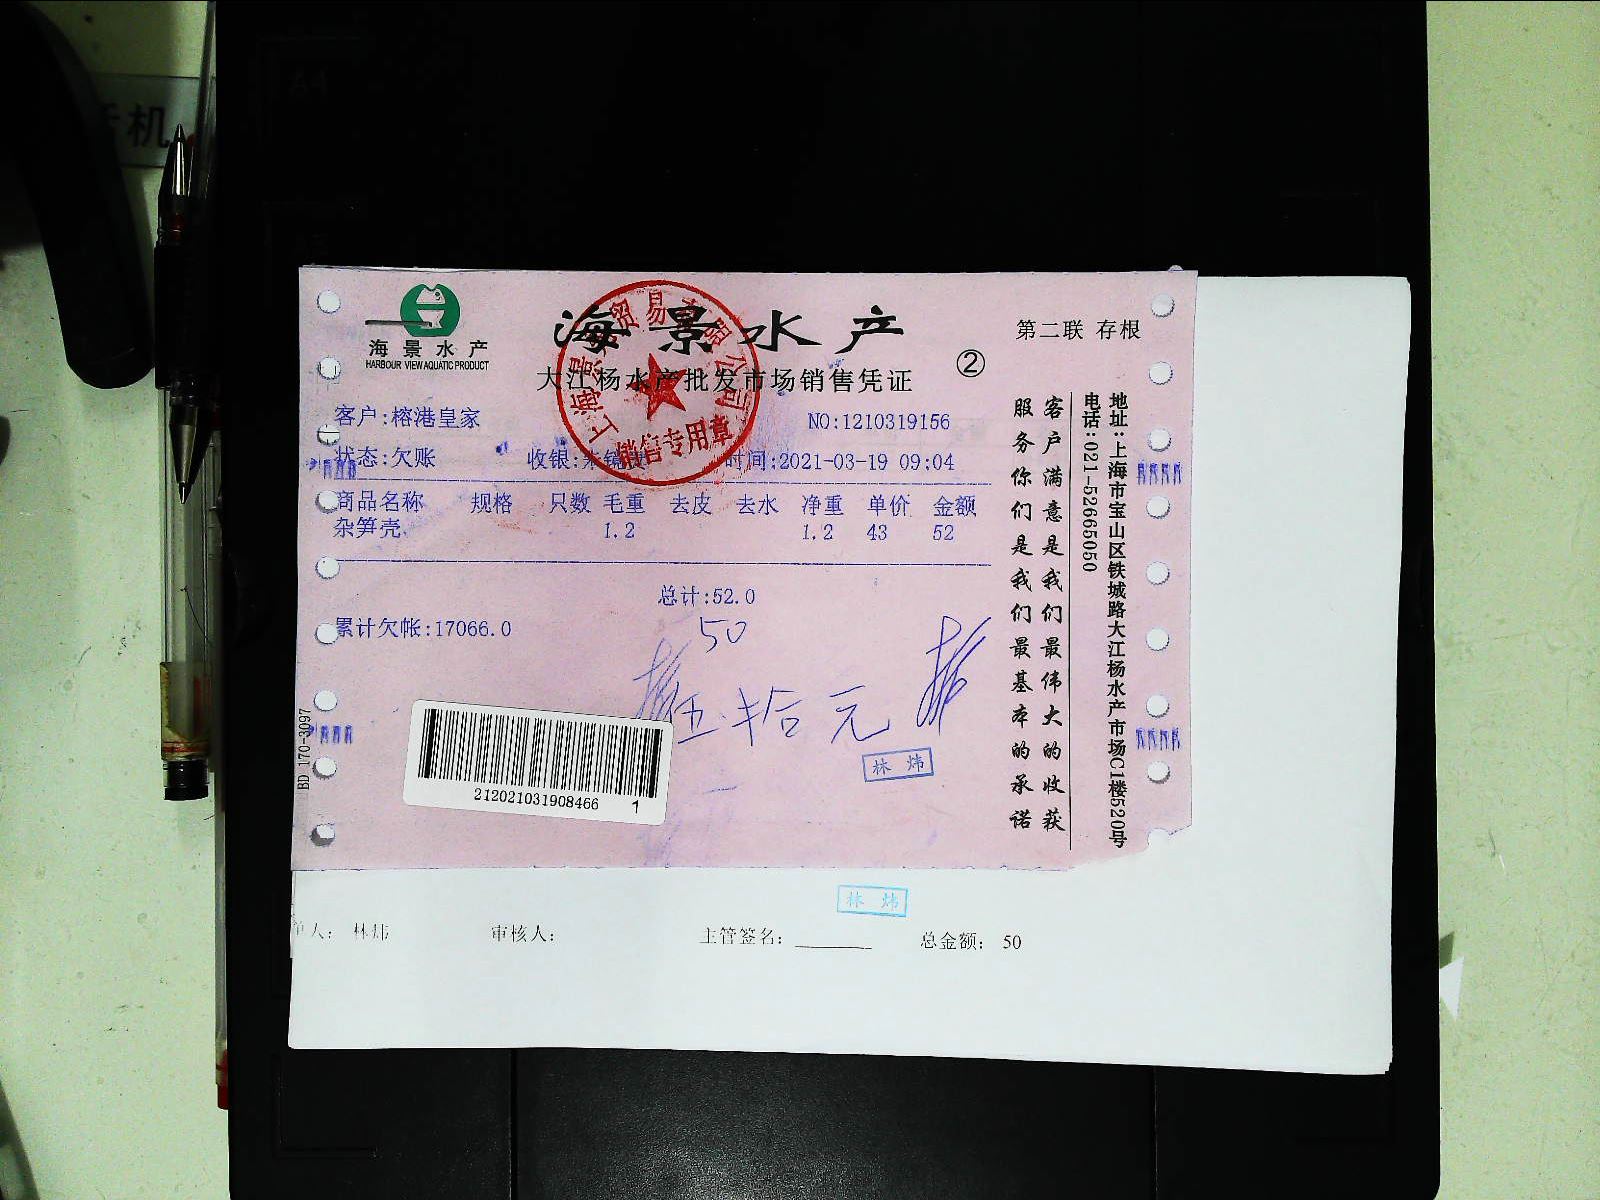 话机
海景水产
HARBOUR VIEW AQUATIC PRODUCT
海景水产
第二联 存根
②
大江杨水产批发市场销售凭证
客户:榕港皇家
NO:1210319156
状态:欠账
收银:
时间:2021-03-19 09:04
商品名称 规格 只数 毛重 去皮 去水 净重 单价 金额
杂笋壳 1.2 1.2 43 52
总计:52.0
累计欠帐:17066.0
50
伍拾元
林炜
212021031908466 1
BD 170-3097
销售专用章
客户满意是我们最伟大的收获
服务你们是我们最基本的承诺
地址:上海市宝山区铁城路大江杨水产市场C1楼520号
电话:021-52665050
林炜
单人: 林炜 审核人: 主管签名: 总金额: 50